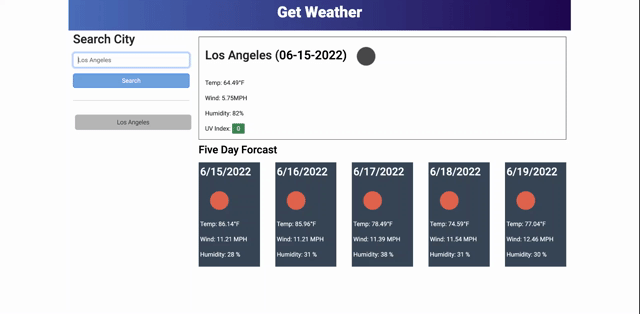 Get Weather
Search City
Los Angeles
Search
Los Angeles
Los Angeles (06-15-2022)
Temp: 64.49°F
Wind: 5.75MPH
Humidity: 82%
UV Index: 0
Five Day Forcast
6/15/2022
Temp: 86.14°F
Wind: 11.21 MPH
Humidity: 28 %
6/16/2022
Temp: 85.96°F
Wind: 11.21 MPH
Humidity: 31 %
6/17/2022
Temp: 78.49°F
Wind: 11.39 MPH
Humidity: 38 %
6/18/2022
Temp: 74.59°F
Wind: 11.54 MPH
Humidity: 31 %
6/19/2022
Temp: 77.04°F
Wind: 12.46 MPH
Humidity: 30 %